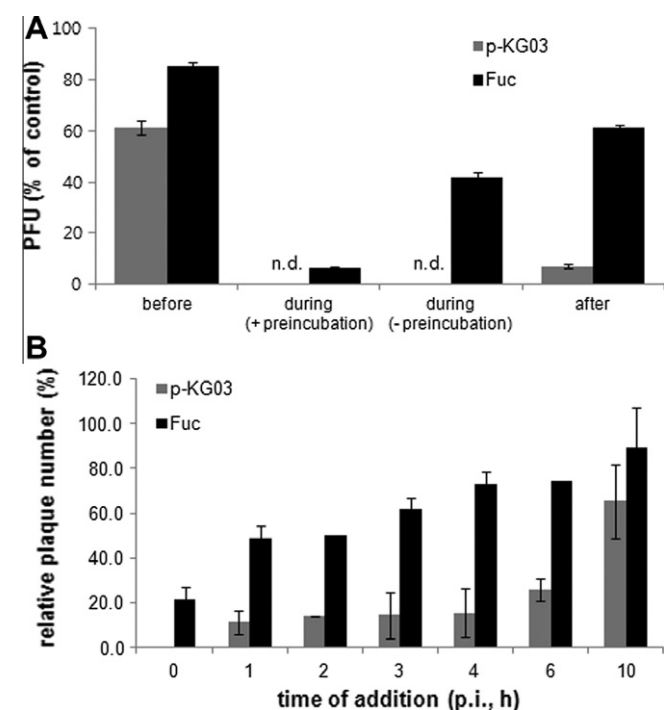 A
PFU (% of control)
100
80
60
40
20
0
p-KG03
Fuc
n.d.
n.d.
before
during
(+ preincubation)
during
(- preincubation)
after
B
relative plaque number (%)
120.0
100.0
80.0
60.0
40.0
20.0
0.0
p-KG03
Fuc
0 1 2 3 4 6 10
time of addition (p.i., h)